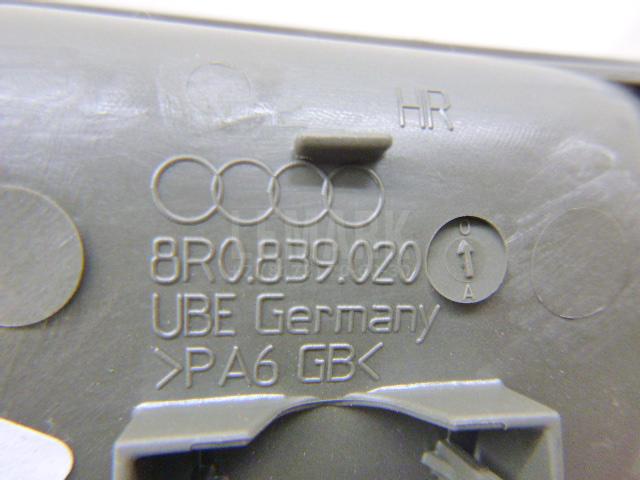 HR
8R0.839.020
O
A
UBE Germany
>PA6 GB<